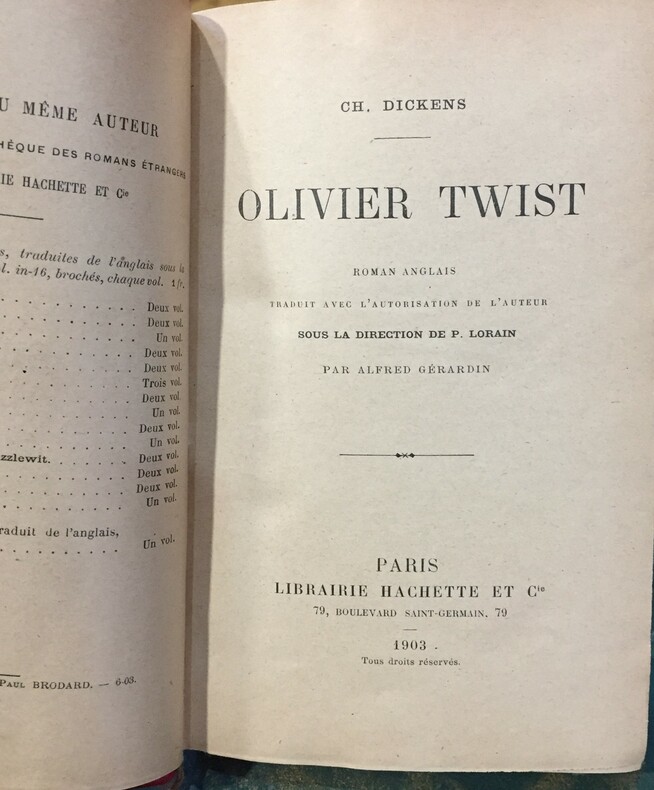 U MÊME AUTEUR
HÈQUE DES ROMANS ÉTRANGERS
IE HACHETTE ET Cie
s, traduites de l'anglais sous la
l. in-16, brochés, chaque vol. 1 fr.
. . . . . . . . . . . Deux vol.
. . . . . . . . . . . Deux vol.
. . . . . . . . . . . Un vol.
. . . . . . . . . . . Deux vol.
. . . . . . . . . . . Deux vol.
. . . . . . . . . . . Trois vol.
. . . . . . . . . . . Deux vol.
. . . . . . . . . . . Un vol.
. . . . . . . . . . . Deux vol.
. . . . . . . . . . . Un vol.
zzlewit. . . . . . . . Deux vol.
. . . . . . . . . . . Deux vol.
. . . . . . . . . . . Deux vol.
. . . . . . . . . . . Un vol.
raduit de l'anglais,
. . . . . . . . . . . Un vol.
PAUL BRODARD. — 6-03.
CH. DICKENS
OLIVIER TWIST
ROMAN ANGLAIS
TRADUIT AVEC L'AUTORISATION DE L'AUTEUR
SOUS LA DIRECTION DE P. LORAIN
PAR ALFRED GÉRARDIN
PARIS
LIBRAIRIE HACHETTE ET Cie
79, BOULEVARD SAINT-GERMAIN, 79
1903
Tous droits réservés.